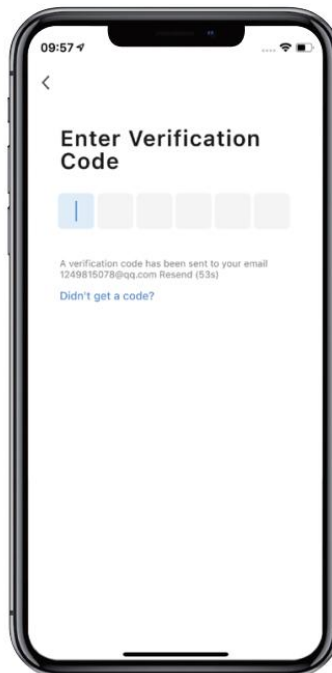 09:57
Enter Verification
Code
A verification code has been sent to your email
1249815078@qq.com Resend (53s)
Didn't get a code?